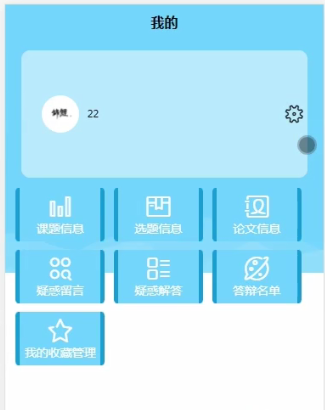 我的
22
课题信息
选题信息
论文信息
疑惑留言
疑惑解答
答辩名单
我的收藏管理